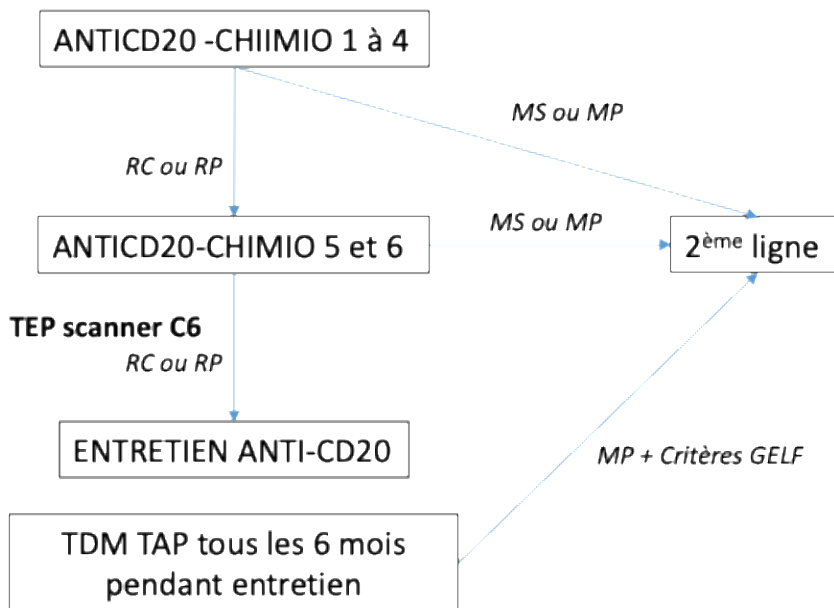 ANTICD20 -CHIIMIO 1 à 4
MS ou MP
RC ou RP
ANTICD20-CHIMIO 5 et 6
MS ou MP
2ème ligne
TEP scanner C6
RC ou RP
ENTRETIEN ANTI-CD20
MP + Critères GELF
TDM TAP tous les 6 mois
pendant entretien